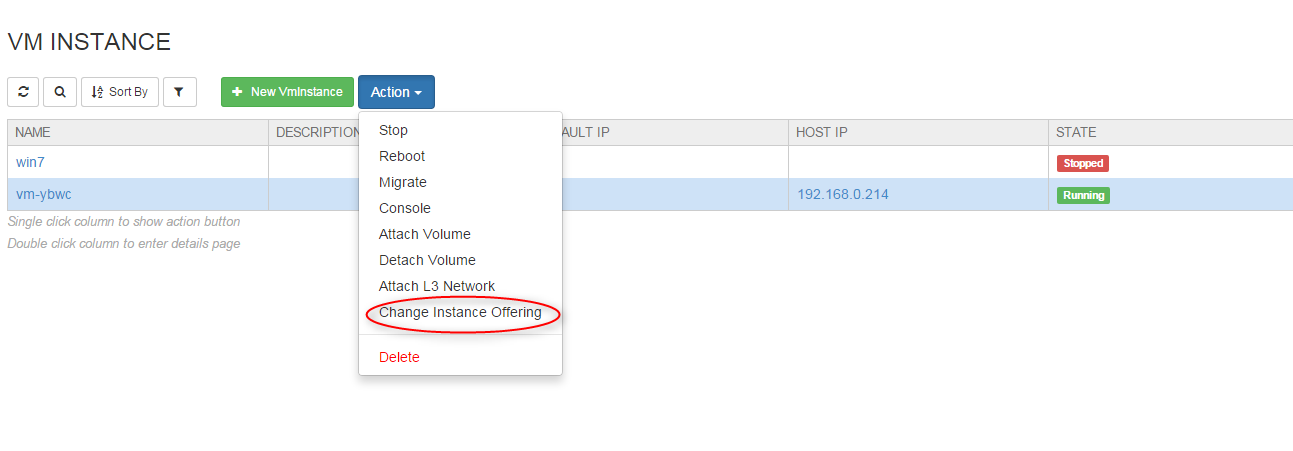 VM INSTANCE
Sort By New VmInstance Action
NAME DESCRIPTION AULT IP HOST IP STATE
win7 Stopped
vm-ybwc 192.168.0.214 Running
Single click column to show action button
Double click column to enter details page
Stop
Reboot
Migrate
Console
Attach Volume
Detach Volume
Attach L3 Network
Change Instance Offering
Delete